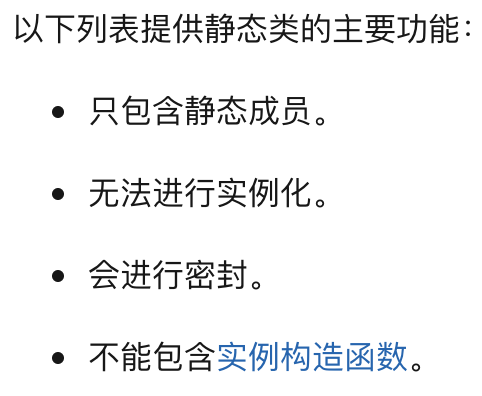 以下列表提供静态类的主要功能：
• 只包含静态成员。
• 无法进行实例化。
• 会进行密封。
• 不能包含实例构造函数。